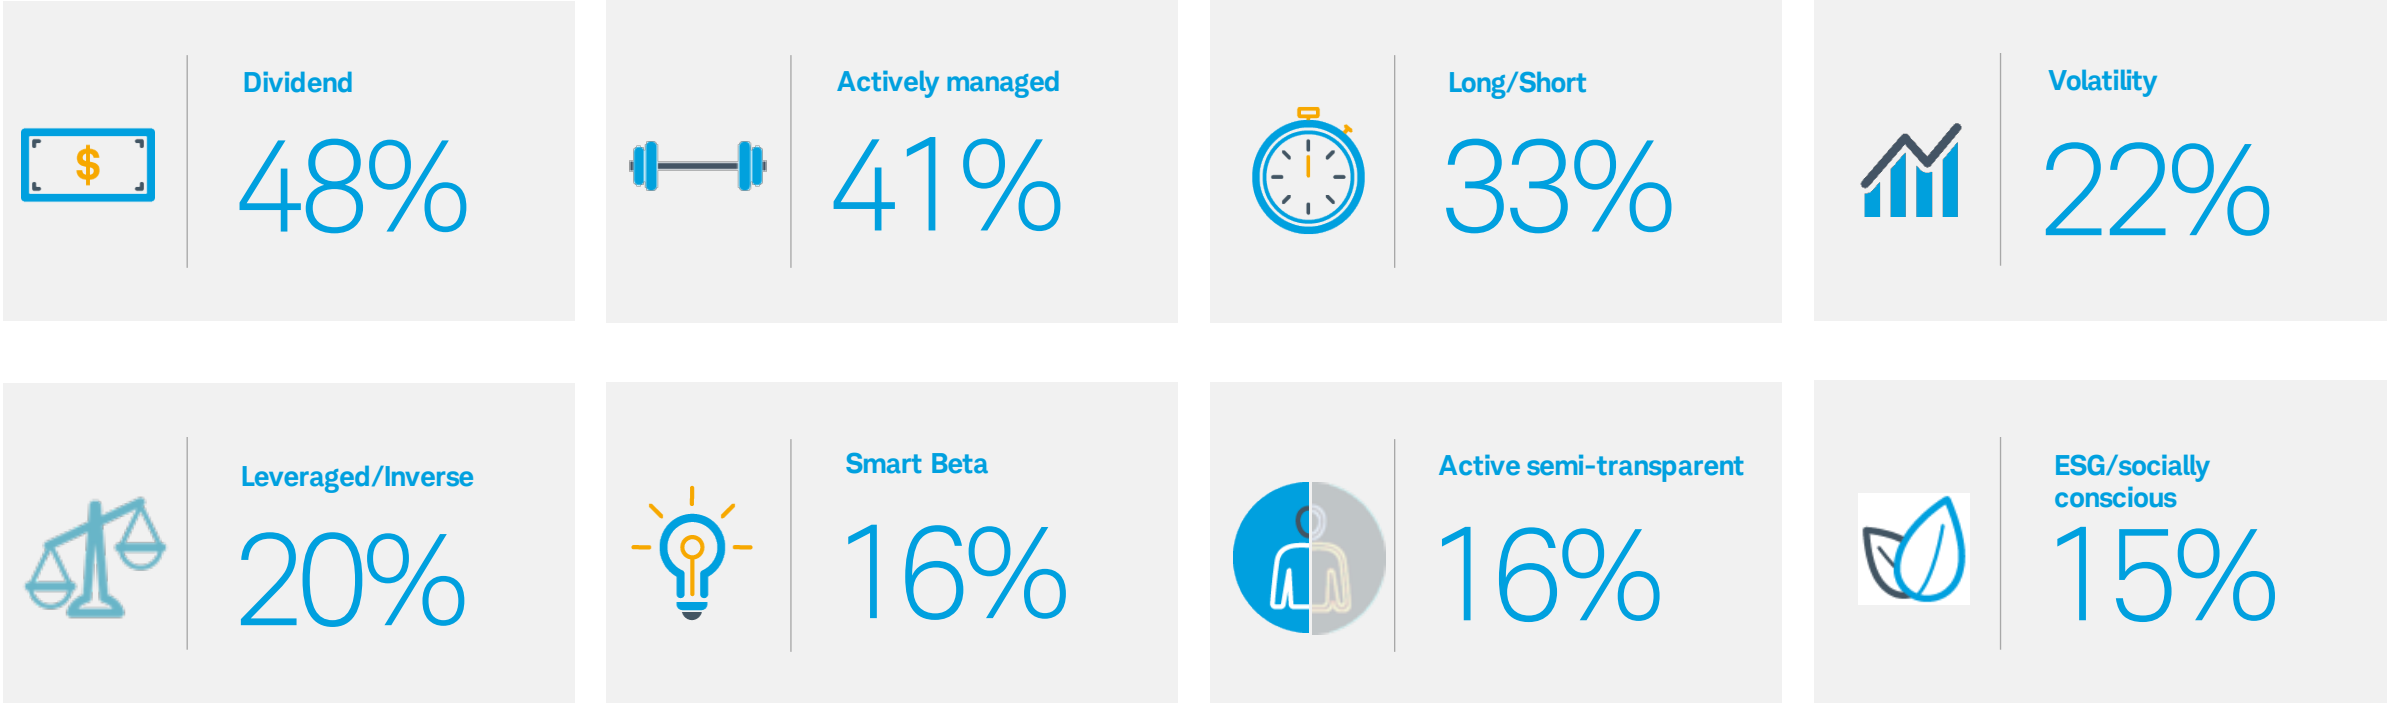 Dividend
48%
Actively managed
41%
Long/Short
33%
Volatility
22%
$
Leveraged/Inverse
20%
Smart Beta
16%
Active semi-transparent
16%
ESG/socially
conscious
15%